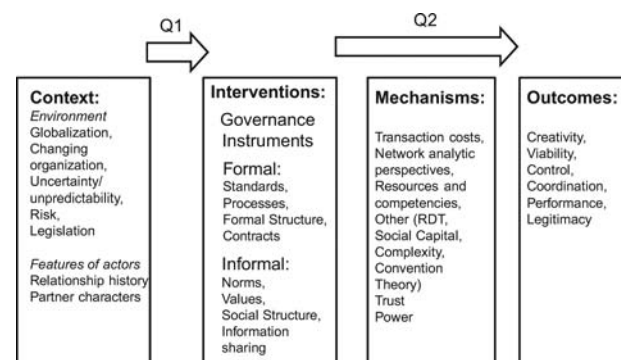 Q1
Q2
Context:
Environment
Globalization,
Changing
organization,
Uncertainty/
unpredictability,
Risk,
Legislation
Features of actors
Relationship history
Partner characters
Interventions:
Governance
Instruments
Formal:
Standards,
Processes,
Formal Structure,
Contracts
Informal:
Norms,
Values,
Social Structure,
Information
sharing
Mechanisms:
Transaction costs,
Network analytic
perspectives,
Resources and
competencies,
Other (RDT,
Social Capital,
Complexity,
Convention
Theory)
Trust
Power
Outcomes:
Creativity,
Viability,
Control,
Coordination,
Performance,
Legitimacy